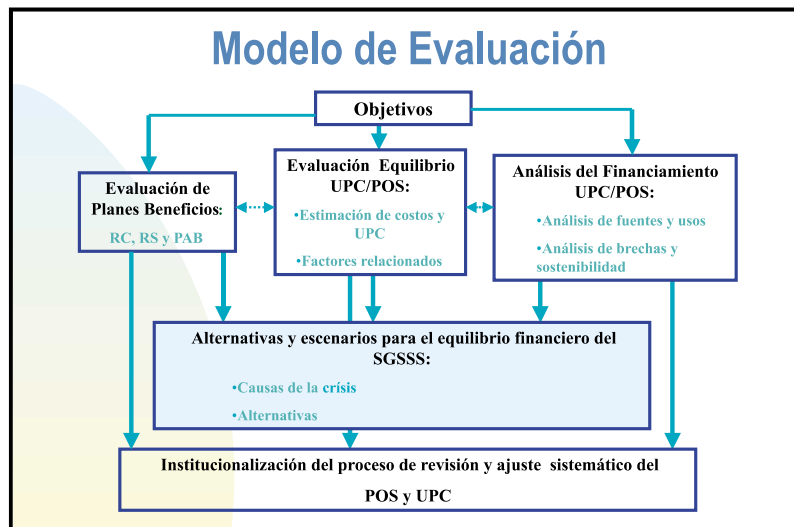 Modelo de Evaluación
Objetivos
Evaluación de
Planes Beneficios:
RC, RS y PAB
Evaluación Equilibrio
UPC/POS:
•Estimación de costos y
UPC
•Factores relacionados
Análisis del Financiamiento
UPC/POS:
•Análisis de fuentes y usos
•Análisis de brechas y
sostenibilidad
Alternativas y escenarios para el equilibrio financiero del
SGSSS:
•Causas de la crísis
•Alternativas
Institucionalización del proceso de revisión y ajuste sistemático del
POS y UPC